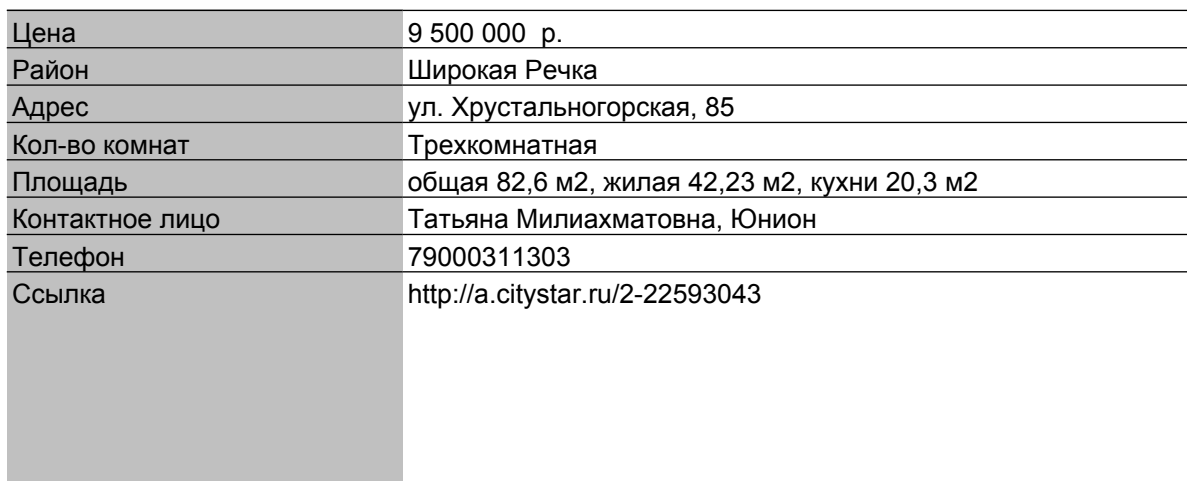 Цена 9 500 000 р.
Район Широкая Речка
Адрес ул. Хрустальногорская, 85
Кол-во комнат Трехкомнатная
Площадь общая 82,6 м2, жилая 42,23 м2, кухни 20,3 м2
Контактное лицо Татьяна Милиахматовна, Юнион
Телефон 79000311303
Ссылка http://a.citystar.ru/2-22593043